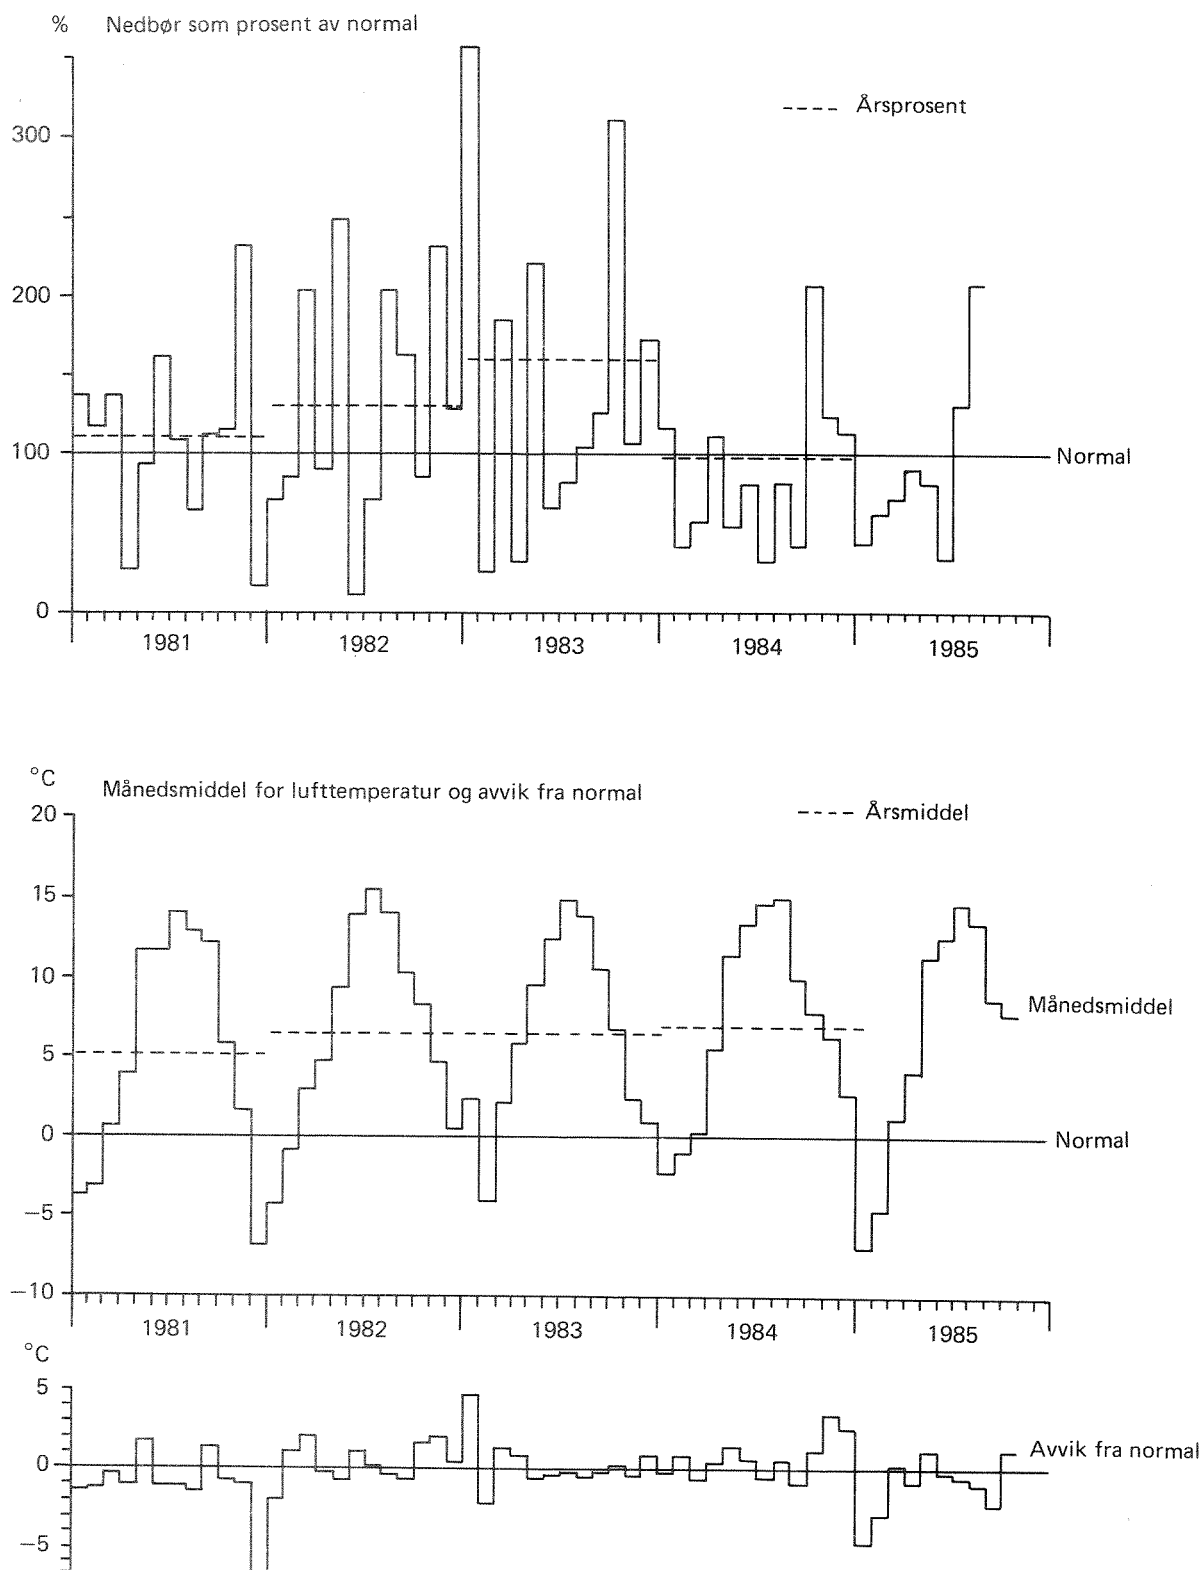 % Nedbør som prosent av normal
Årsprosent
300
200
100
Normal
0
1981 1982 1983 1984 1985
°C
Månedsmiddel for lufttemperatur og avvik fra normal
Årsmiddel
20
15
10
Månedsmiddel
5
0
Normal
−5
−10
1981 1982 1983 1984 1985
°C
5
Avvik fra normal
0
−5